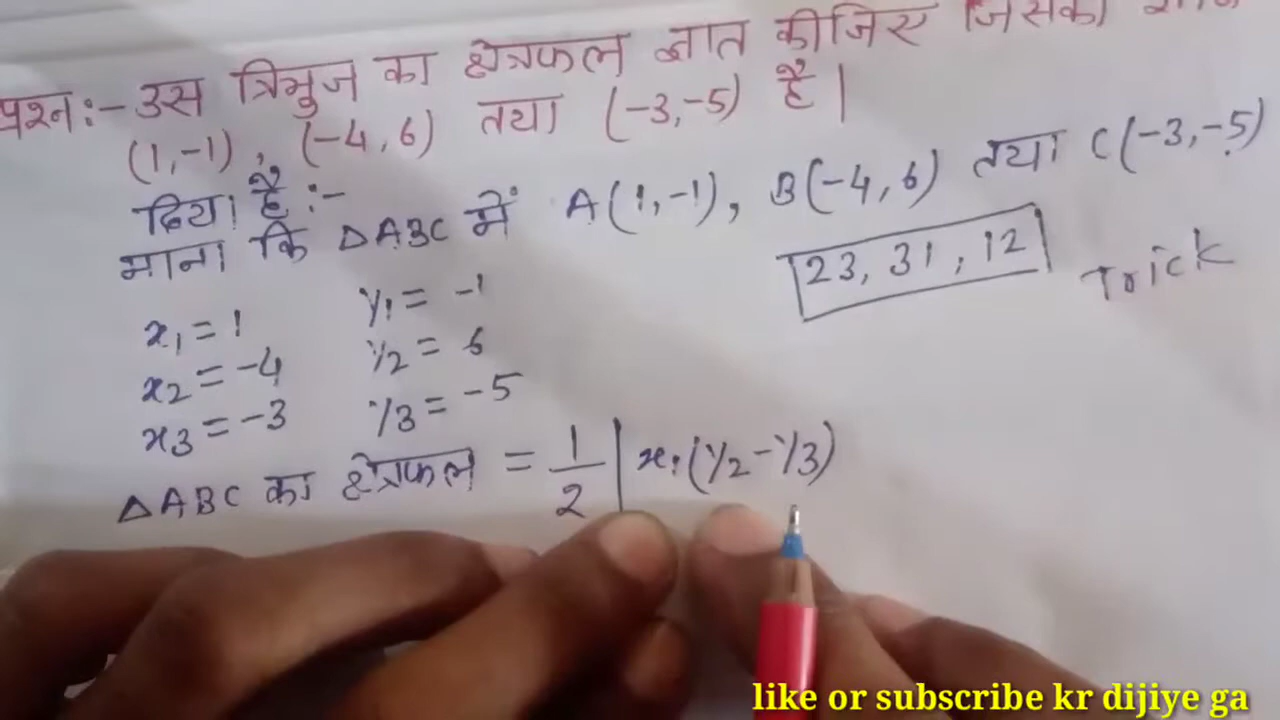 प्रश्न:- उस त्रिभुज का क्षेत्रफल ज्ञात कीजिए जिसका
(1,-1), (-4,6) तथा (-3,-5) है।
दिया है:-
माना कि △ABC में A(1,-1), B(-4,6) तथा C(-3,-5)
23, 31, 12 Trick
x1 = 1 y1 = -1
x2 = -4 y2 = 6
x3 = -3 y3 = -5
△ABC का क्षेत्रफल = 1/2 | x1(y2-y3)
like or subscribe kr dijiye ga